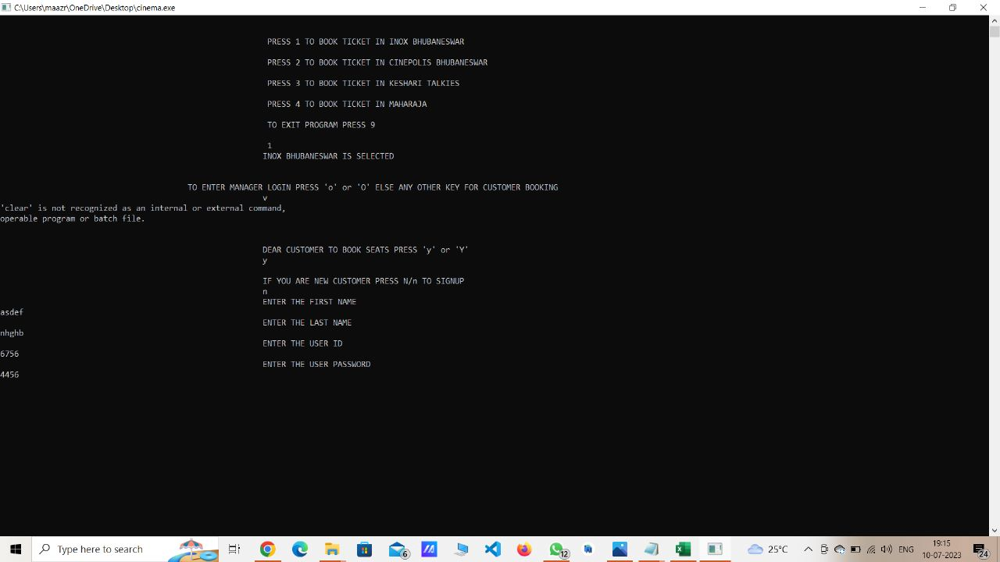 C:\Users\maazr\OneDrive\Desktop\cinema.exe
PRESS 1 TO BOOK TICKET IN INOX BHUBANESWAR
PRESS 2 TO BOOK TICKET IN CINEPOLIS BHUBANESWAR
PRESS 3 TO BOOK TICKET IN KESHARI TALKIES
PRESS 4 TO BOOK TICKET IN MAHARAJA
TO EXIT PROGRAM PRESS 9
1
INOX BHUBANESWAR IS SELECTED
TO ENTER MANAGER LOGIN PRESS 'o' or 'O' ELSE ANY OTHER KEY FOR CUSTOMER BOOKING
v
'clear' is not recognized as an internal or external command,
operable program or batch file.
DEAR CUSTOMER TO BOOK SEATS PRESS 'y' or 'Y'
y
IF YOU ARE NEW CUSTOMER PRESS N/n TO SIGNUP
n
ENTER THE FIRST NAME
asdef
ENTER THE LAST NAME
nhghb
ENTER THE USER ID
6756
ENTER THE USER PASSWORD
4456
Type here to search
6
12
25°C
ENG
19:15
10-07-2023
24